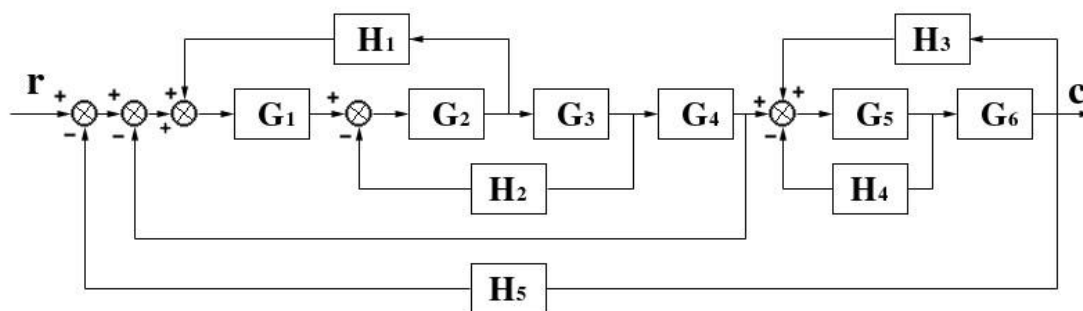 H1
H3
r
c
+
+
+
+
+
+
+
G1
G2
G3
G4
G5
G6
+
−
−
−
−
−
H2
H4
H5